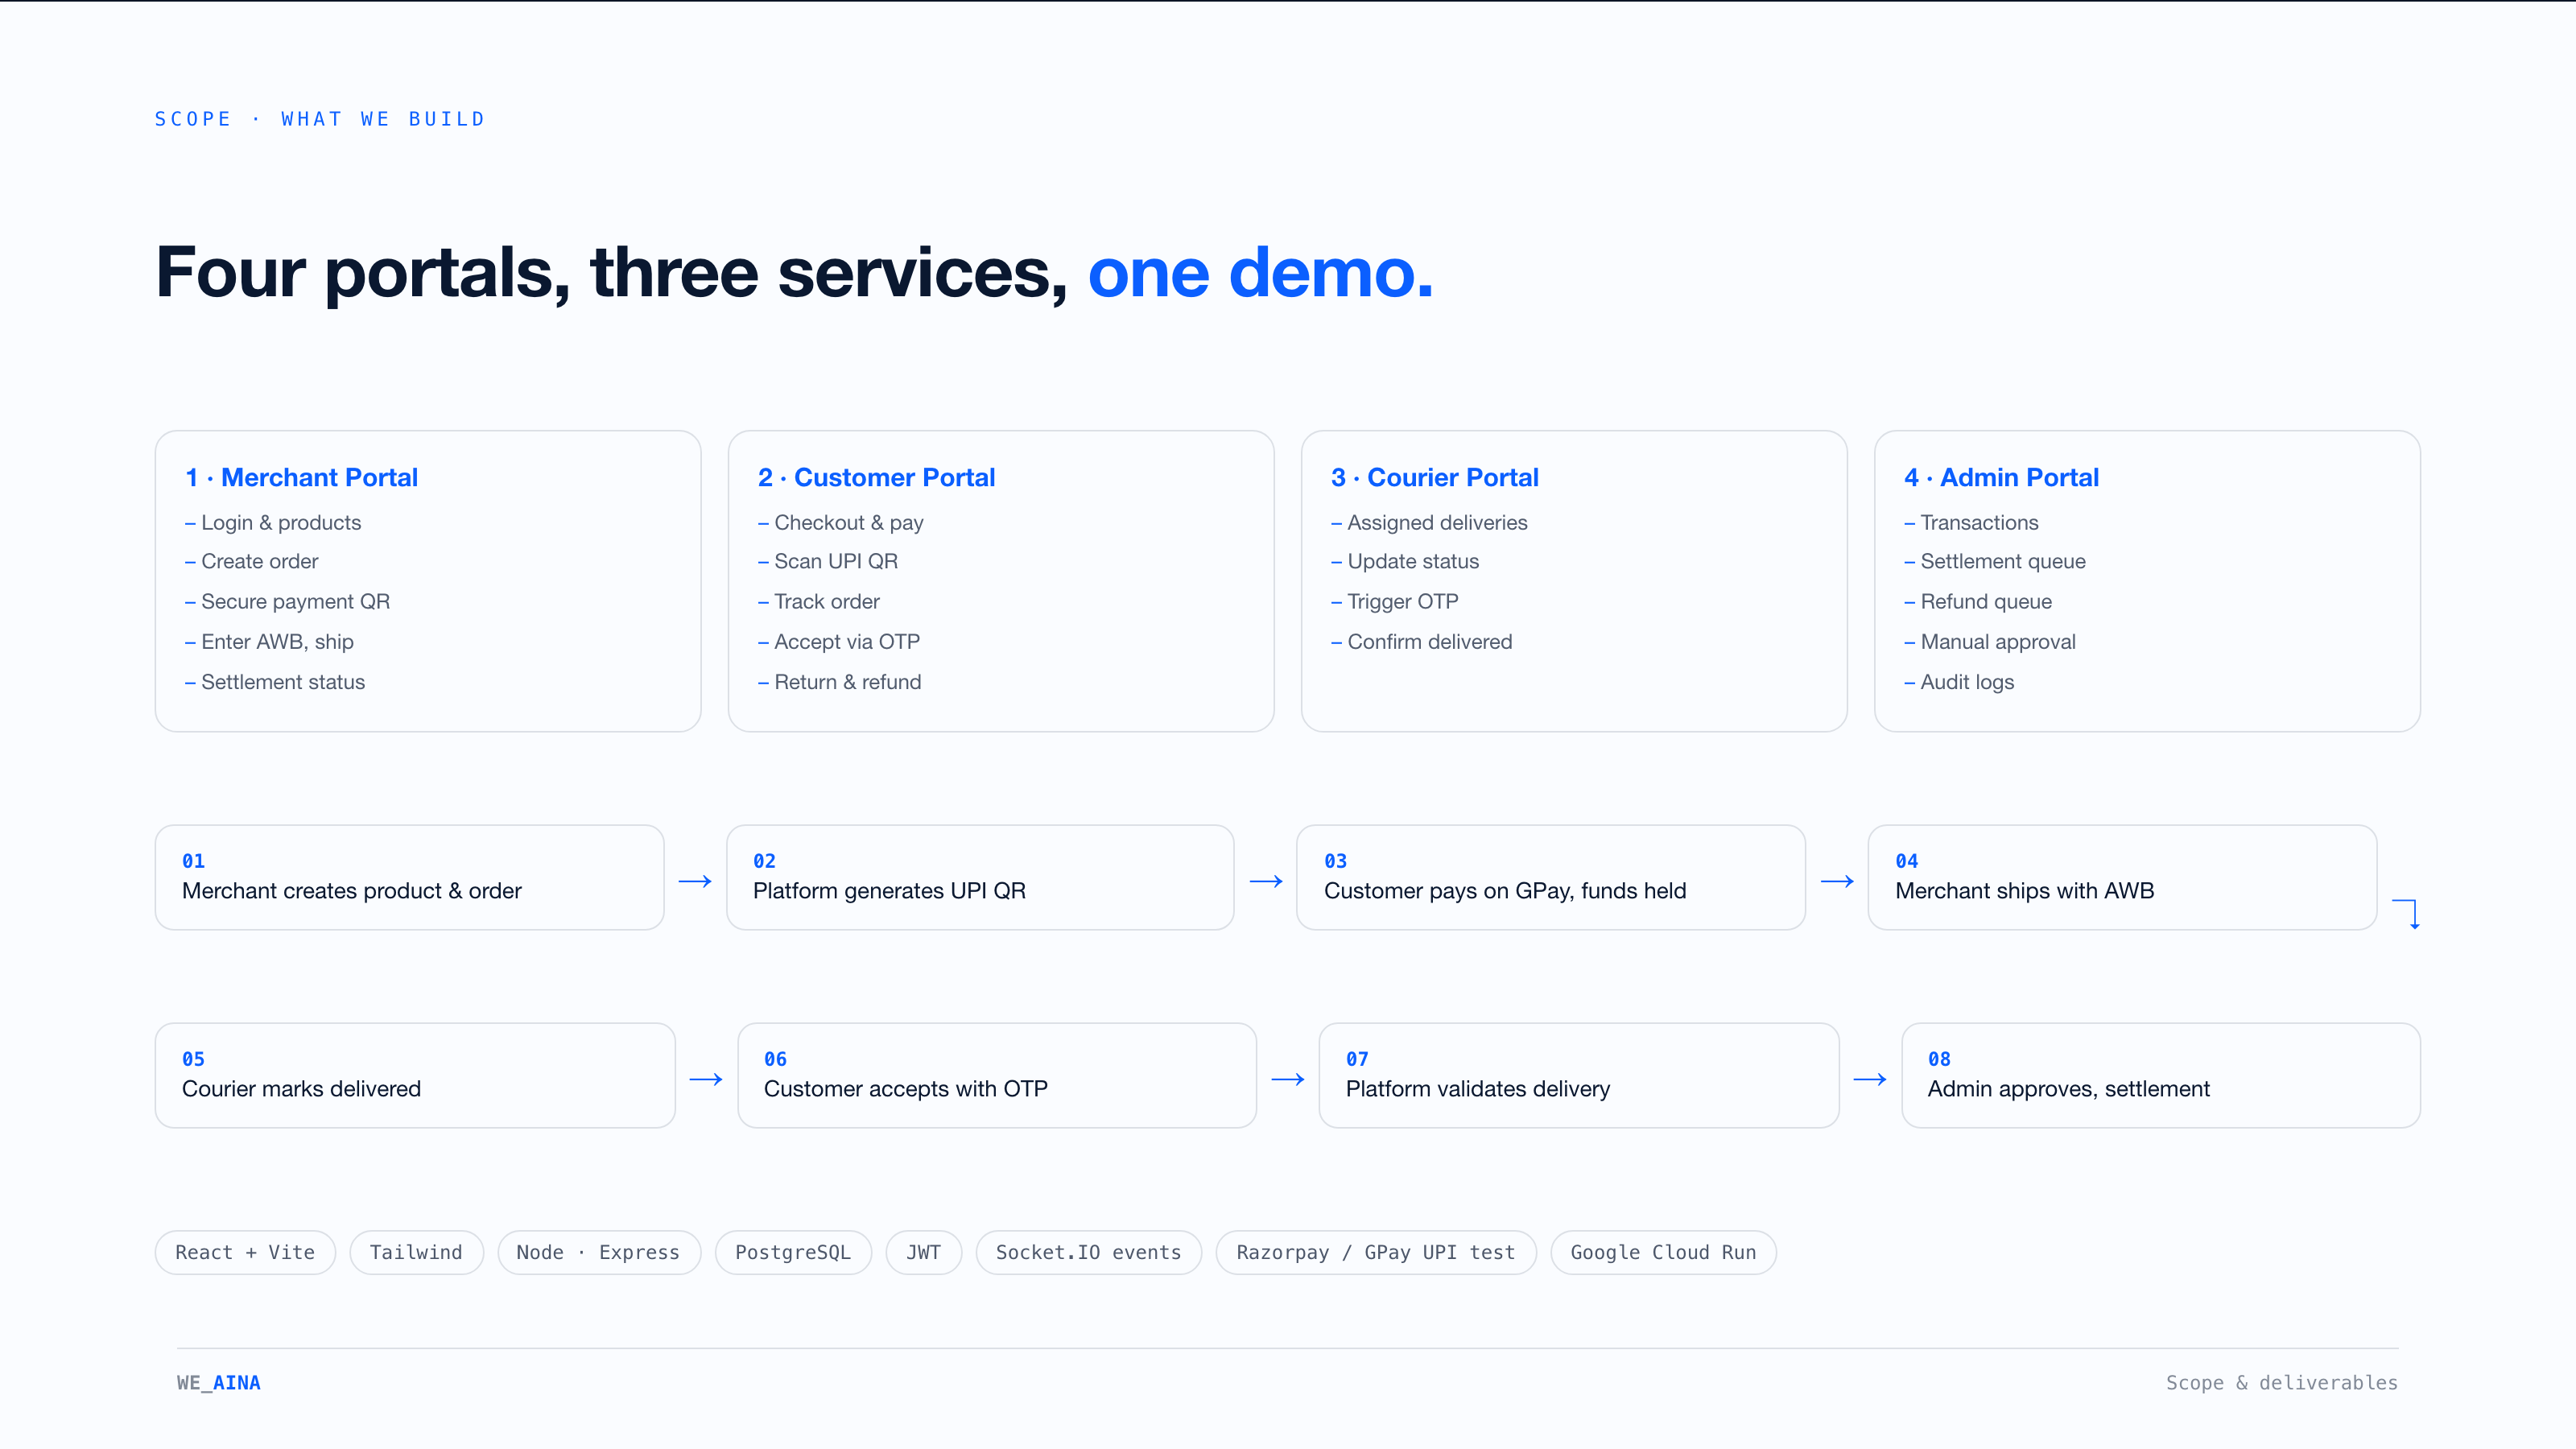 SCOPE · WHAT WE BUILD
Four portals, three services, one demo.
1 · Merchant Portal
– Login & products
– Create order
– Secure payment QR
– Enter AWB, ship
– Settlement status
2 · Customer Portal
– Checkout & pay
– Scan UPI QR
– Track order
– Accept via OTP
– Return & refund
3 · Courier Portal
– Assigned deliveries
– Update status
– Trigger OTP
– Confirm delivered
4 · Admin Portal
– Transactions
– Settlement queue
– Refund queue
– Manual approval
– Audit logs
01
Merchant creates product & order
→
02
Platform generates UPI QR
→
03
Customer pays on GPay, funds held
→
04
Merchant ships with AWB
05
Courier marks delivered
→
06
Customer accepts with OTP
→
07
Platform validates delivery
→
08
Admin approves, settlement
React + Vite
Tailwind
Node · Express
PostgreSQL
JWT
Socket.IO events
Razorpay / GPay UPI test
Google Cloud Run
WE_AINA
Scope & deliverables